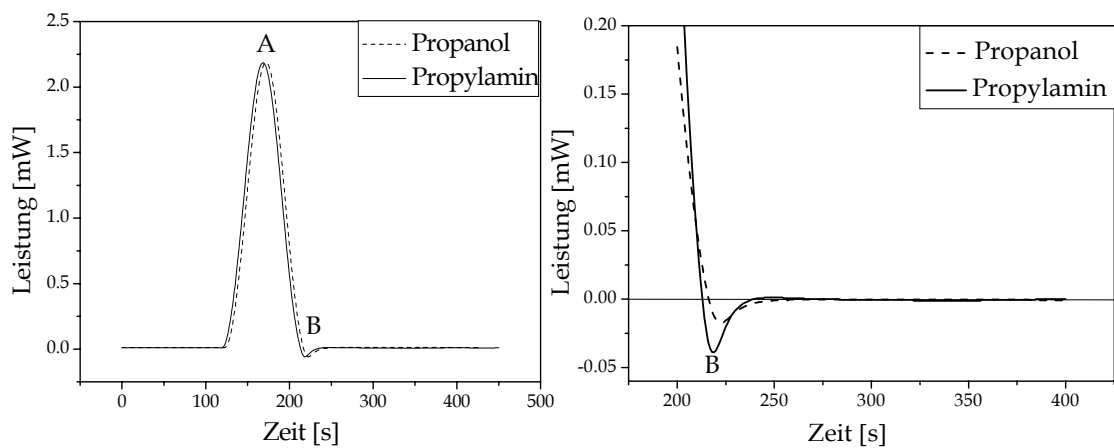 2.5
2.0
1.5
1.0
0.5
0.0
Leistung [mW]
A
B
Propanol
Propylamin
0 100 200 300 400 500
Zeit [s]
0.20
0.15
0.10
0.05
0.00
-0.05
Leistung [mW]
Propanol
Propylamin
B
200 250 300 350 400
Zeit [s]